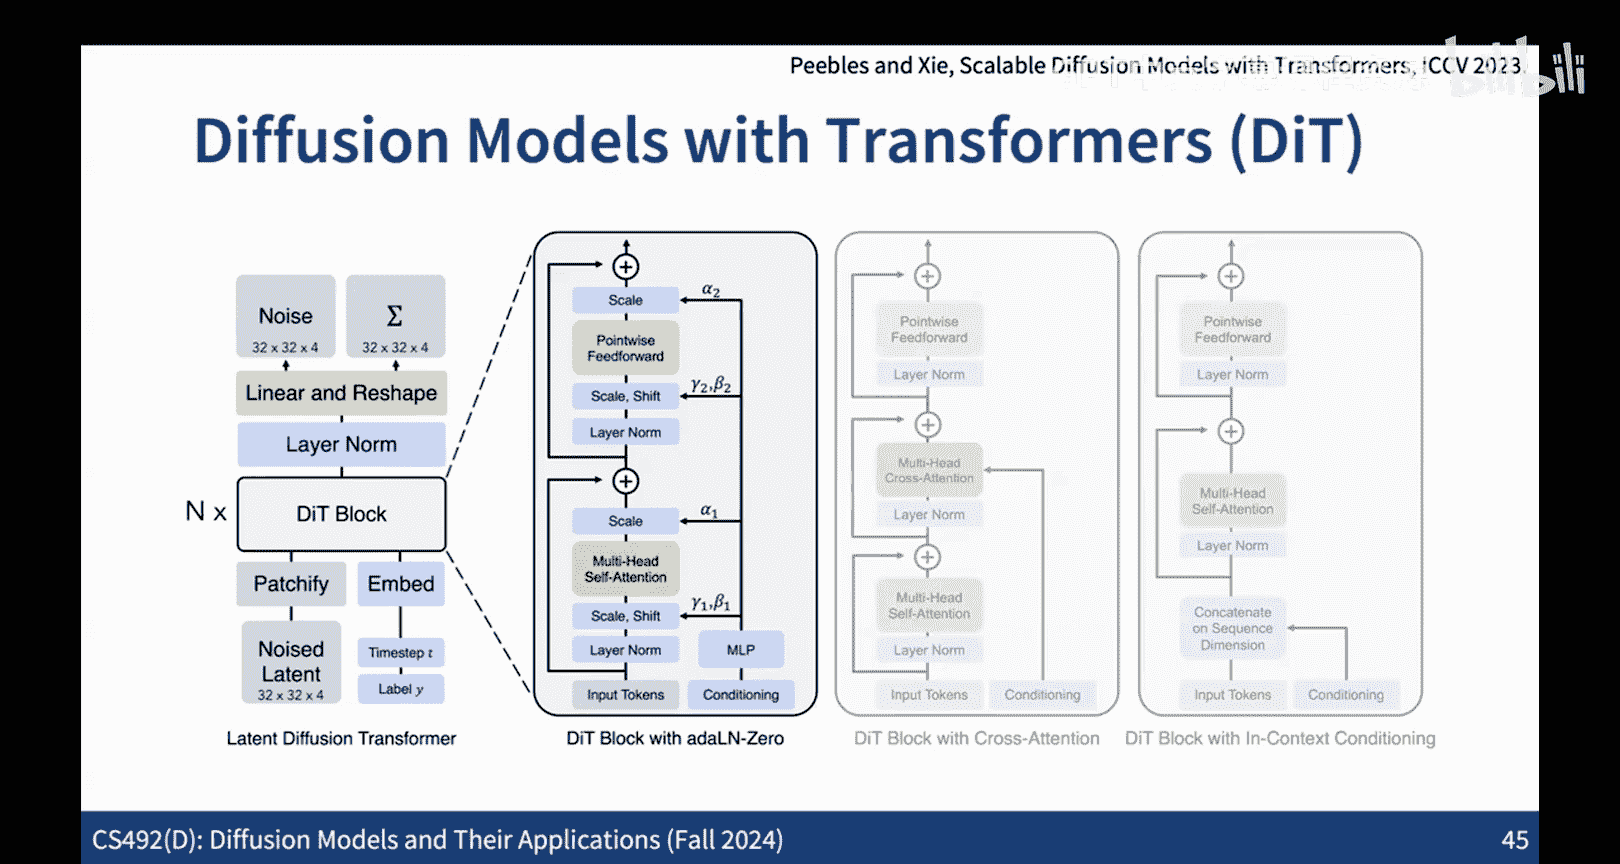 Peebles and Xie, Scalable Diffusion Models with Transformers, ICCV 2023.
bilibili
Diffusion Models with Transformers (DiT)
Noise
32 x 32 x 4
Σ
32 x 32 x 4
Linear and Reshape
Layer Norm
N x
DiT Block
Patchify
Embed
Noised
Latent
32 x 32 x 4
Timestep t
Label y
Latent Diffusion Transformer
+
Scale
α₂
Pointwise
Feedforward
Scale, Shift
γ₂,β₂
Layer Norm
+
Scale
α₁
Multi-Head
Self-Attention
Scale, Shift
γ₁,β₁
Layer Norm
MLP
Input Tokens
Conditioning
DiT Block with adaLN-Zero
+
Pointwise
Feedforward
Layer Norm
+
Multi-Head
Cross-Attention
Layer Norm
+
Multi-Head
Self-Attention
Layer Norm
Input Tokens
Conditioning
DiT Block with Cross-Attention
+
Pointwise
Feedforward
Layer Norm
+
Multi-Head
Self-Attention
Layer Norm
Concatenate
on Sequence
Dimension
Input Tokens
Conditioning
DiT Block with In-Context Conditioning
CS492(D): Diffusion Models and Their Applications (Fall 2024)
45